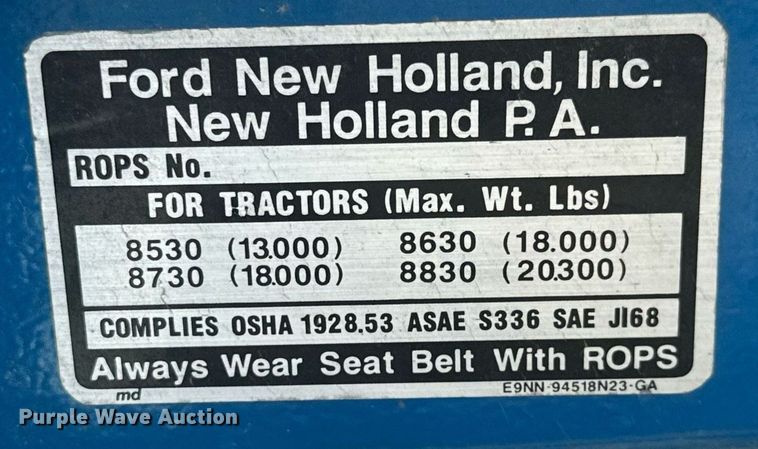 Ford New Holland, Inc.
New Holland P.A.
ROPS No.
FOR TRACTORS (Max. Wt. Lbs)
8530 (13.000) 8630 (18.000)
8730 (18.000) 8830 (20.300)
COMPLIES OSHA 1928.53 ASAE S336 SAE J168
Always Wear Seat Belt With ROPS
md E9NN-94518N23-GA
Purple Wave Auction